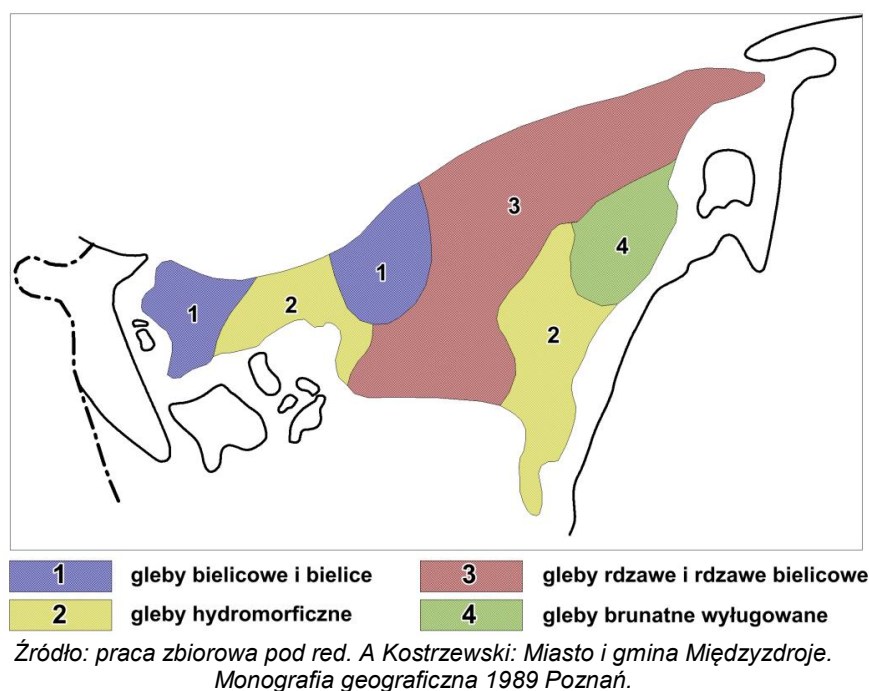 3
4
1
2
1
2
1 gleby bielicowe i bielice
3 gleby rdzawe i rdzawe bielicowe
2 gleby hydromorficzne
4 gleby brunatne wyługowane
Źródło: praca zbiorowa pod red. A Kostrzewski: Miasto i gmina Międzyzdroje.
Monografia geograficzna 1989 Poznań.